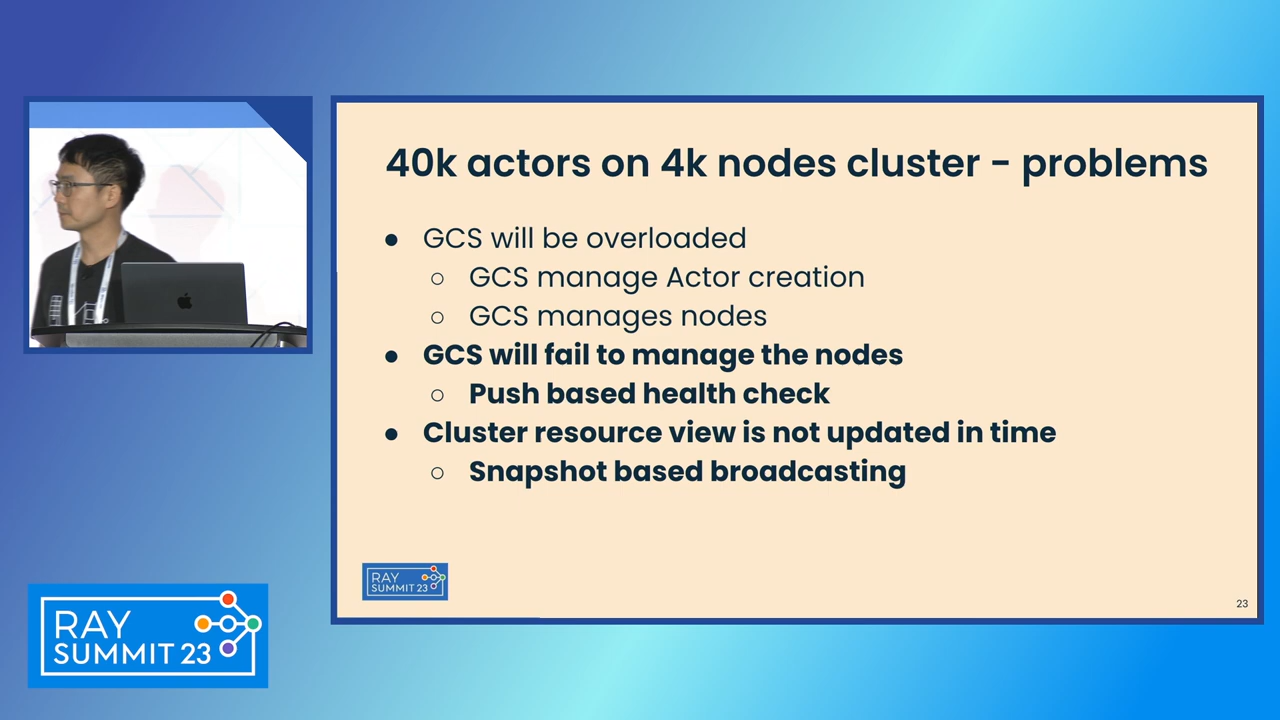 40k actors on 4k nodes cluster - problems
● GCS will be overloaded
○ GCS manage Actor creation
○ GCS manages nodes
● GCS will fail to manage the nodes
○ Push based health check
● Cluster resource view is not updated in time
○ Snapshot based broadcasting
RAY
SUMMIT 23
23
RAY
SUMMIT 23